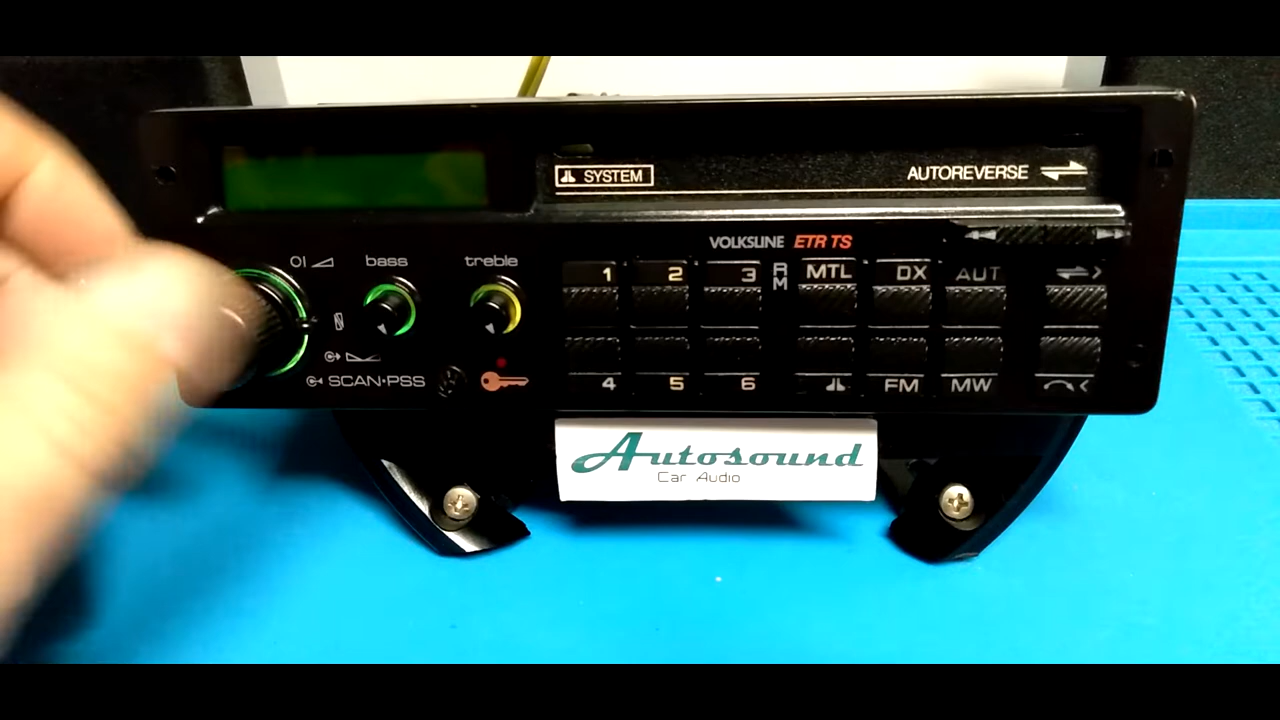 SYSTEM
AUTOREVERSE
VOLKSLINE ETR TS
bass
treble
1 2 3 RM MTL DX AUT
SCAN•PSS
4 5 6 FM MW
Autosound
Car Audio